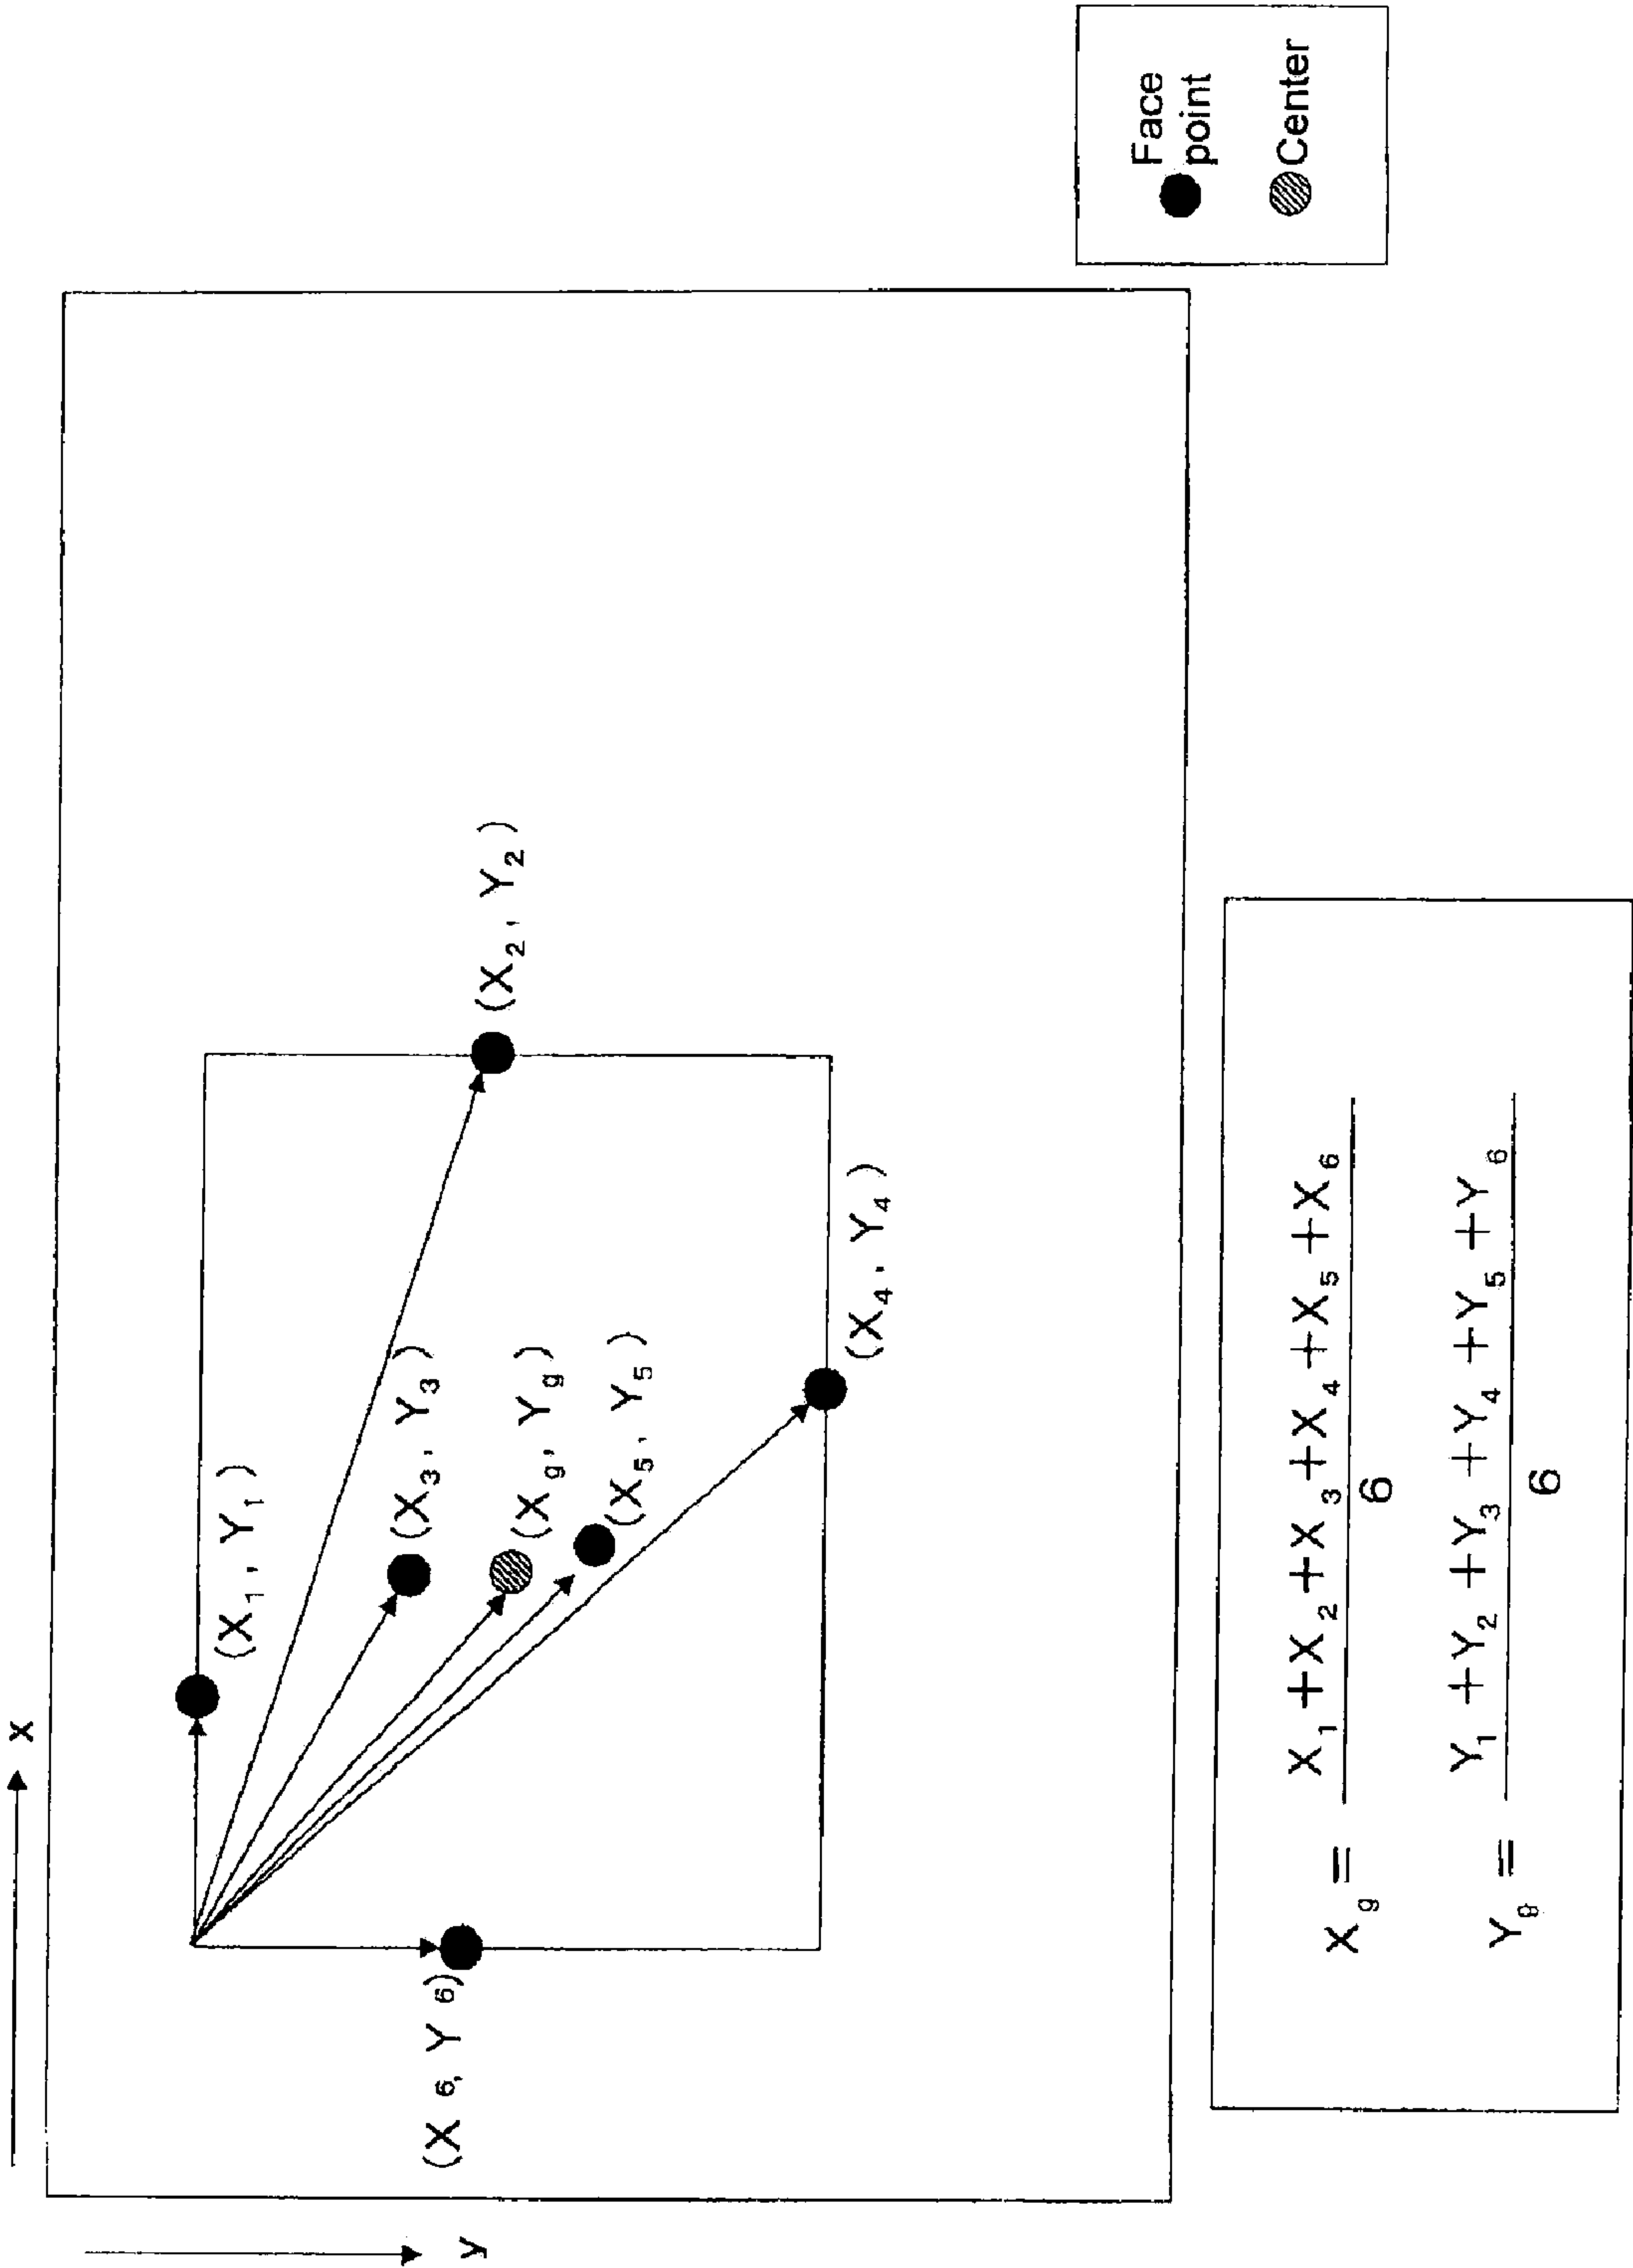 x
y
(X1, Y1)
(X2, Y2)
(X3, Y3)
(Xg, Yg)
(X6, Y6)
(X5, Y5)
(X4, Y4)
Face
point
Center
Xg = X1+X2+X3+X4+X5+X6
6
Yg = Y1+Y2+Y3+Y4+Y5+Y6
6